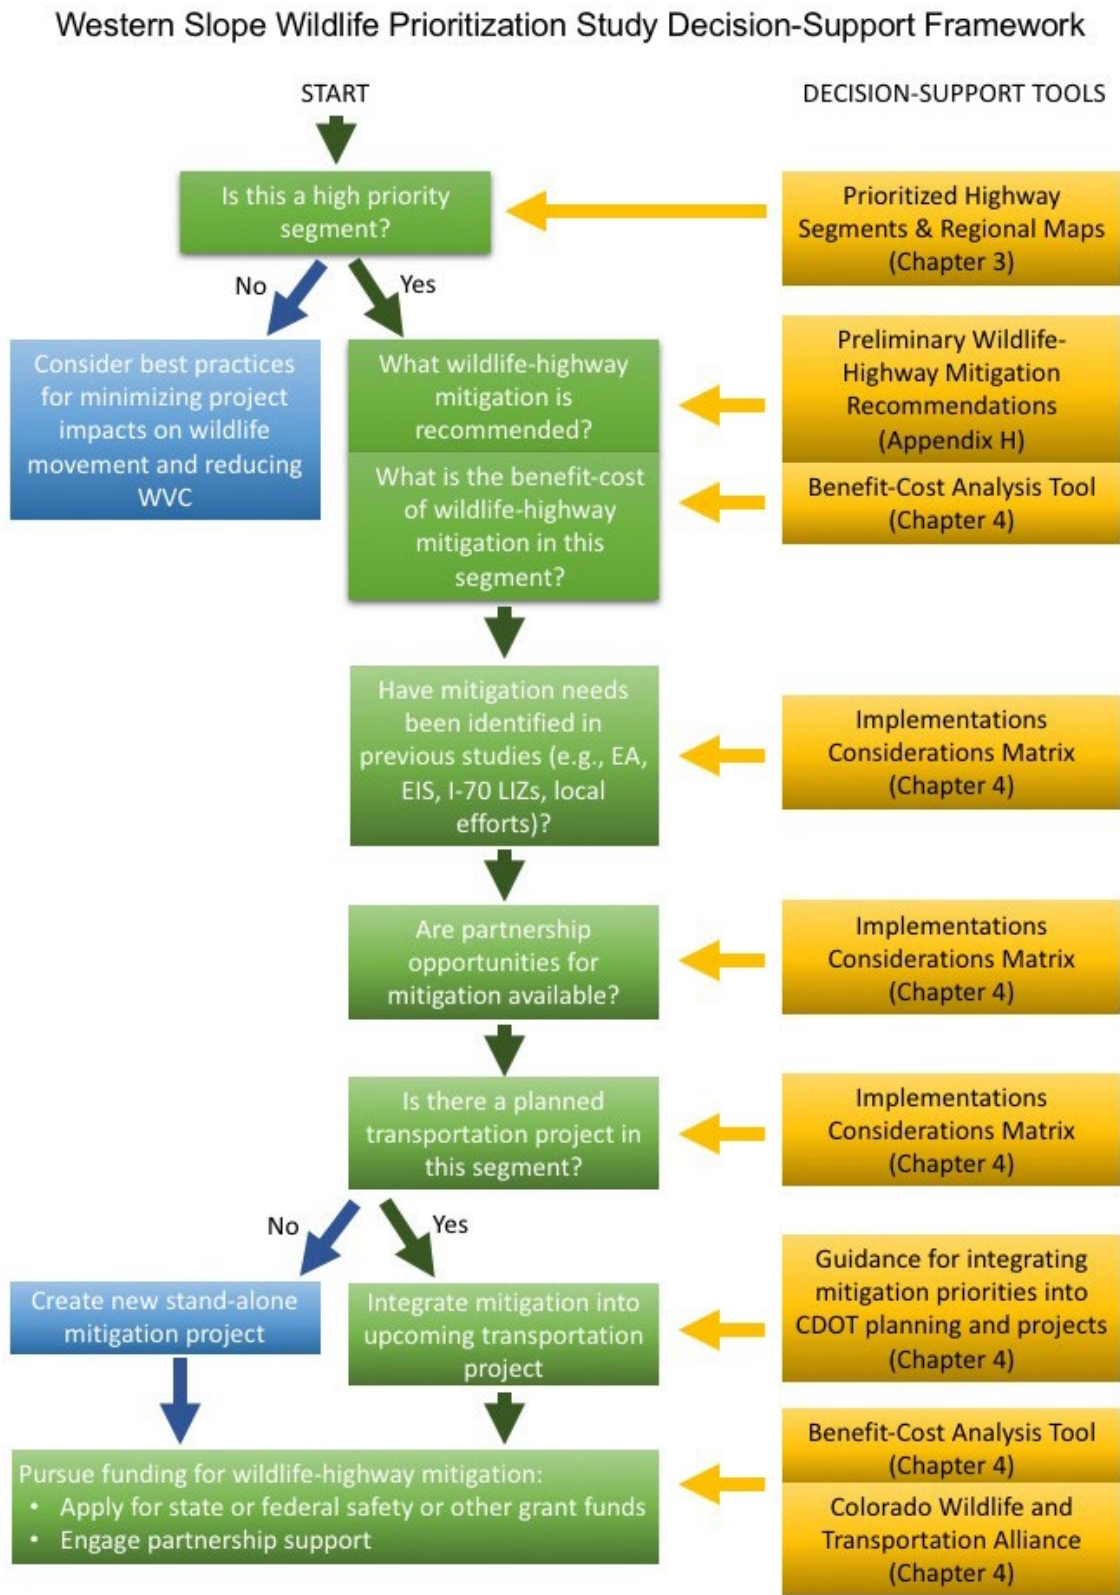 Western Slope Wildlife Prioritization Study Decision-Support Framework
START
DECISION-SUPPORT TOOLS
Is this a high priority
segment?
Prioritized Highway
Segments & Regional Maps
(Chapter 3)
No
Yes
Consider best practices
for minimizing project
impacts on wildlife
movement and reducing
WVC
What wildlife-highway
mitigation is
recommended?
Preliminary Wildlife-
Highway Mitigation
Recommendations
(Appendix H)
What is the benefit-cost
of wildlife-highway
mitigation in this
segment?
Benefit-Cost Analysis Tool
(Chapter 4)
Have mitigation needs
been identified in
previous studies (e.g., EA,
EIS, I-70 LIZs, local
efforts)?
Implementations
Considerations Matrix
(Chapter 4)
Are partnership
opportunities for
mitigation available?
Implementations
Considerations Matrix
(Chapter 4)
Is there a planned
transportation project in
this segment?
Implementations
Considerations Matrix
(Chapter 4)
No
Yes
Create new stand-alone
mitigation project
Integrate mitigation into
upcoming transportation
project
Guidance for integrating
mitigation priorities into
CDOT planning and projects
(Chapter 4)
Pursue funding for wildlife-highway mitigation:
• Apply for state or federal safety or other grant funds
• Engage partnership support
Benefit-Cost Analysis Tool
(Chapter 4)
Colorado Wildlife and
Transportation Alliance
(Chapter 4)